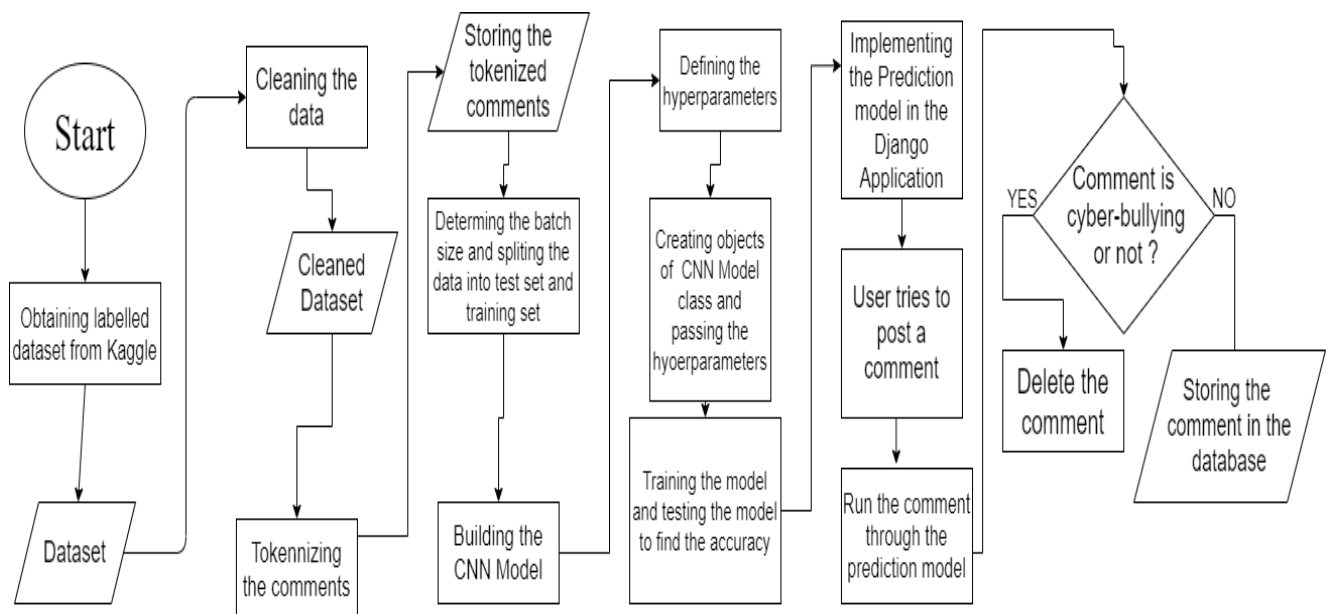 Start
Obtaining labelled
dataset from Kaggle
Dataset
Cleaning the
data
Cleaned
Dataset
Tokennizing
the comments
Storing the
tokenized
comments
Determing the batch
size and spliting the
data into test set and
training set
Building the
CNN Model
Defining the
hyperparameters
Creating objects
of CNN Model
class and
passing the
hyoerparameters
Training the model
and testing the model
to find the accuracy
Implementing
the Prediction
model in the
Django
Application
User tries to
post a
comment
Run the comment
through the
prediction model
Comment is
cyber-bullying
or not ?
YES
NO
Delete the
comment
Storing the
comment in the
database